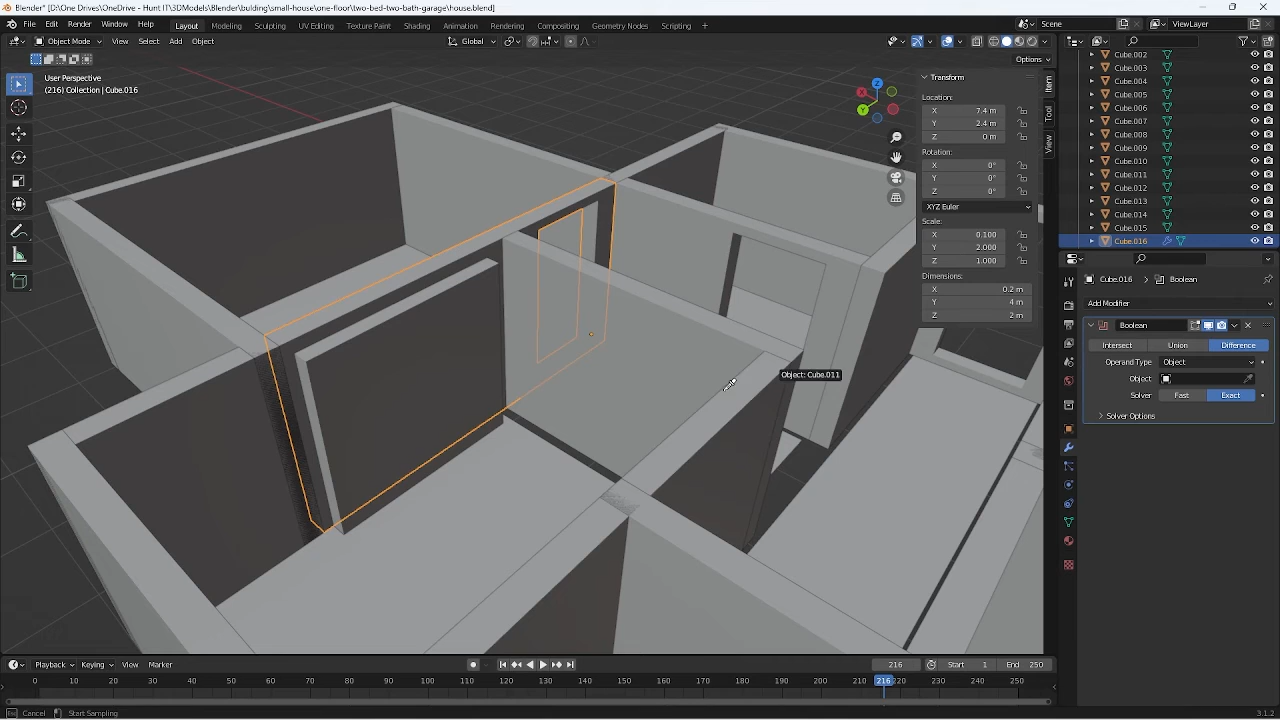 Blender* [D:\One Drives\OneDrive - Hunt IT\3DModels\Blender\bulding\small-house\one-floor\two-bed-two-bath-garage\house.blend]
File Edit Render Window Help Layout Modeling Sculpting UV Editing Texture Paint Shading Animation Rendering Compositing Geometry Nodes Scripting + Scene ViewLayer
Object Mode View Select Add Object Global
Options
User Perspective
(216) Collection | Cube.016
Z
X
Y
Transform
Location:
X 7.4 m
Y 2.4 m
Z 0 m
Rotation:
X 0°
Y 0°
Z 0°
XYZ Euler
Scale:
X 0.100
Y 2.000
Z 1.000
Dimensions:
X 0.2 m
Y 4 m
Z 2 m
Item
Tool
View
Cube.002
Cube.003
Cube.004
Cube.005
Cube.006
Cube.007
Cube.008
Cube.009
Cube.010
Cube.011
Cube.012
Cube.013
Cube.014
Cube.015
Cube.016
Cube.016 > Boolean
Add Modifier
Boolean
Intersect Union Difference
Operand Type Object
Object
Solver Fast Exact
Solver Options
Object: Cube.011
Playback Keying View Marker 216 Start 1 End 250
0 10 20 30 40 50 60 70 80 90 100 110 120 130 140 150 160 170 180 190 200 210 216 220 230 240 250
Cancel Start Sampling 3.1.2